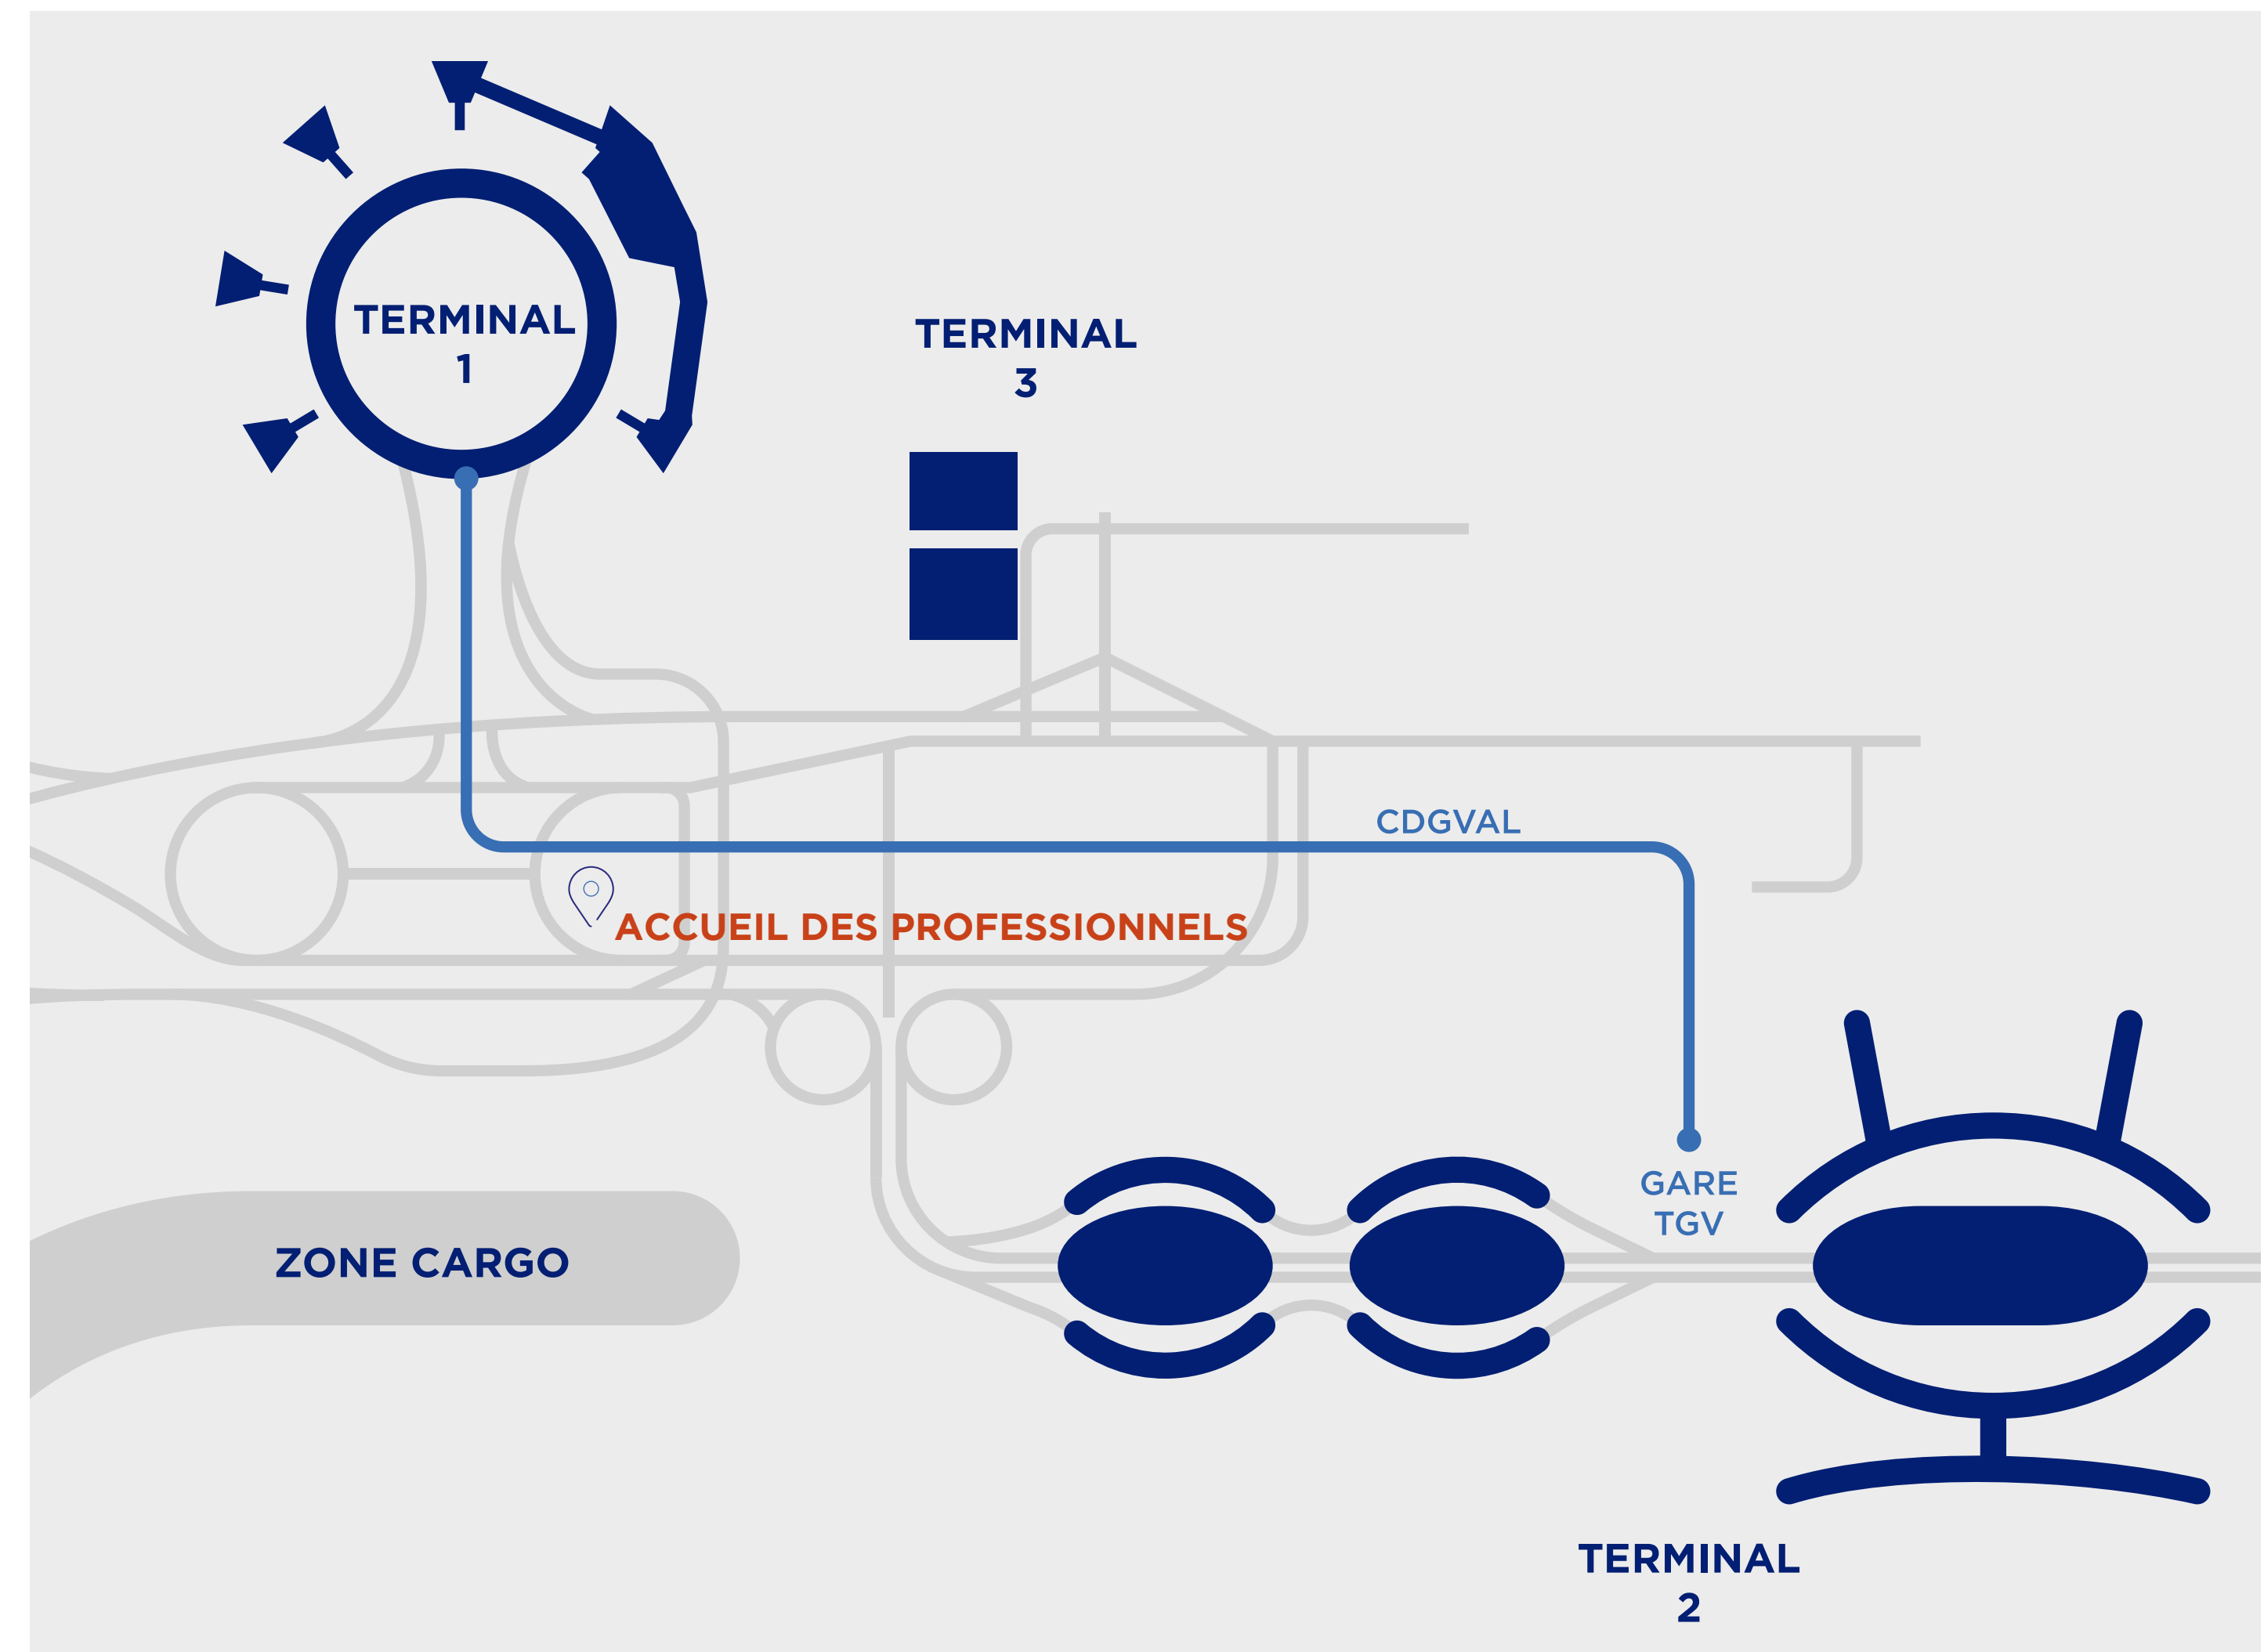 TERMINAL
1
TERMINAL
3
CDGVAL
ACCUEIL DES PROFESSIONNELS
GARE
TGV
ZONE CARGO
TERMINAL
2